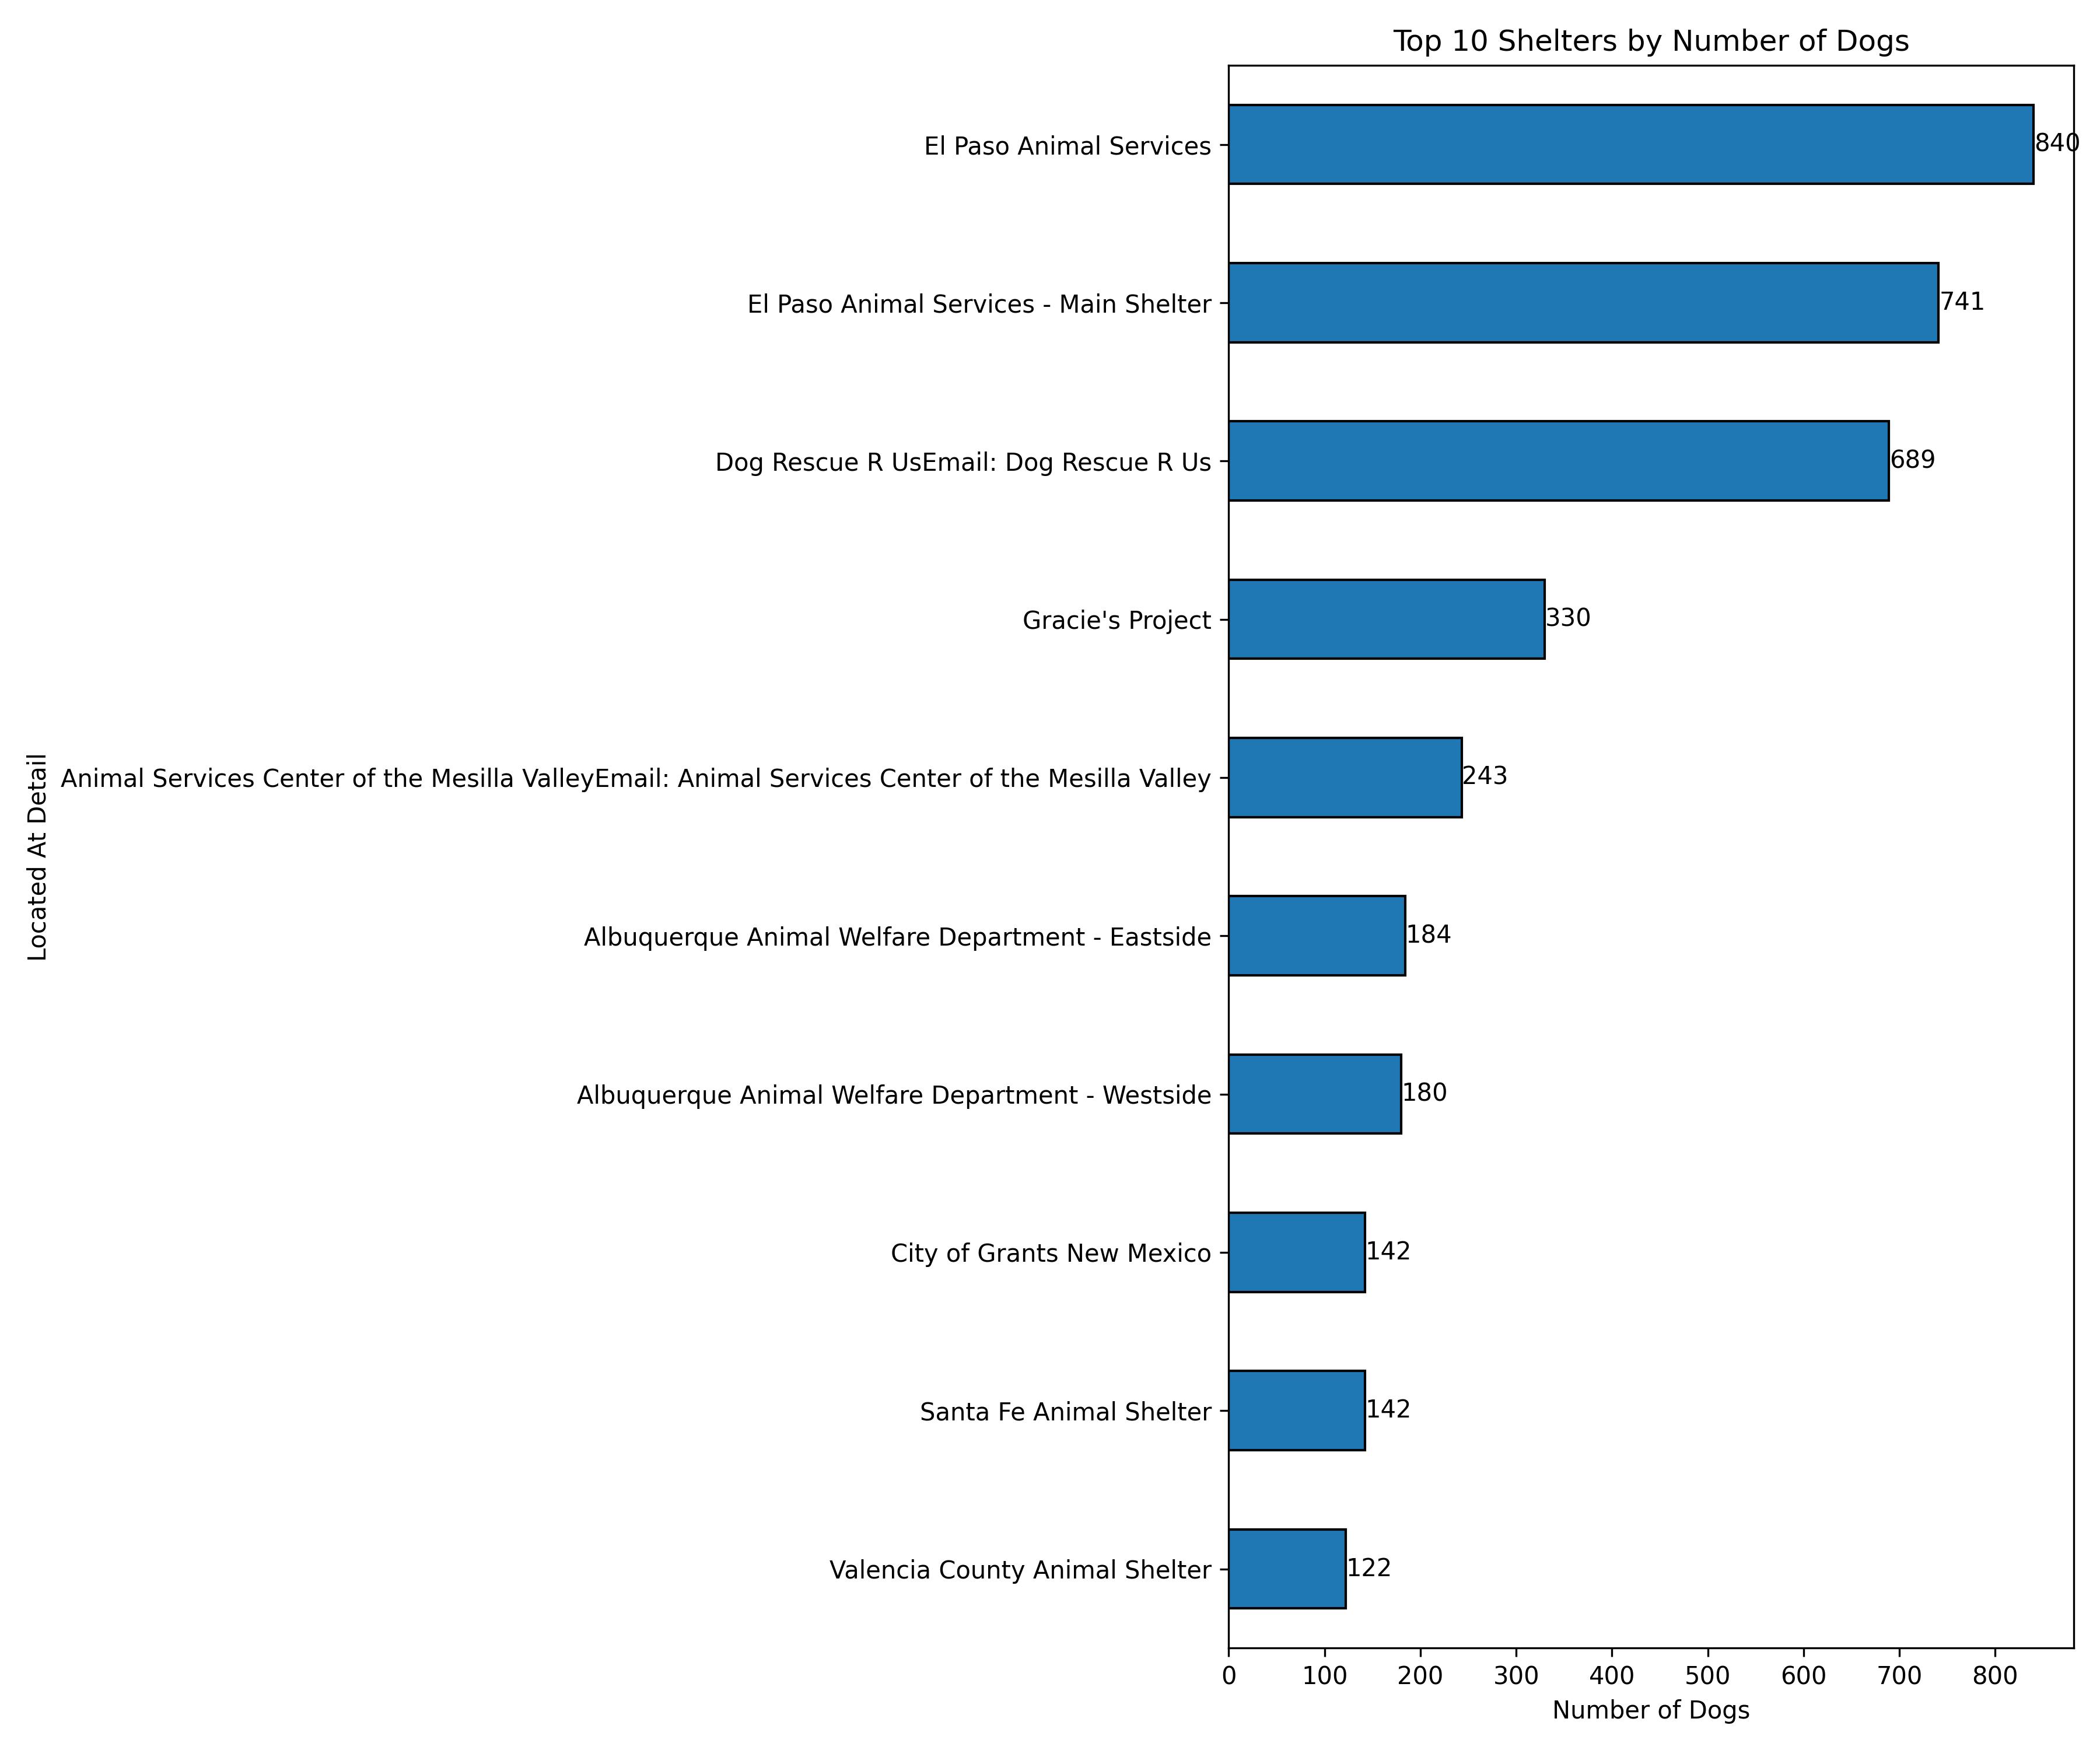 Top 10 Shelters by Number of Dogs
El Paso Animal Services
840
El Paso Animal Services - Main Shelter
741
Dog Rescue R UsEmail: Dog Rescue R Us
689
Gracie's Project
330
Animal Services Center of the Mesilla ValleyEmail: Animal Services Center of the Mesilla Valley
243
Albuquerque Animal Welfare Department - Eastside
184
Albuquerque Animal Welfare Department - Westside
180
City of Grants New Mexico
142
Santa Fe Animal Shelter
142
Valencia County Animal Shelter
122
Located At Detail
0 100 200 300 400 500 600 700 800
Number of Dogs